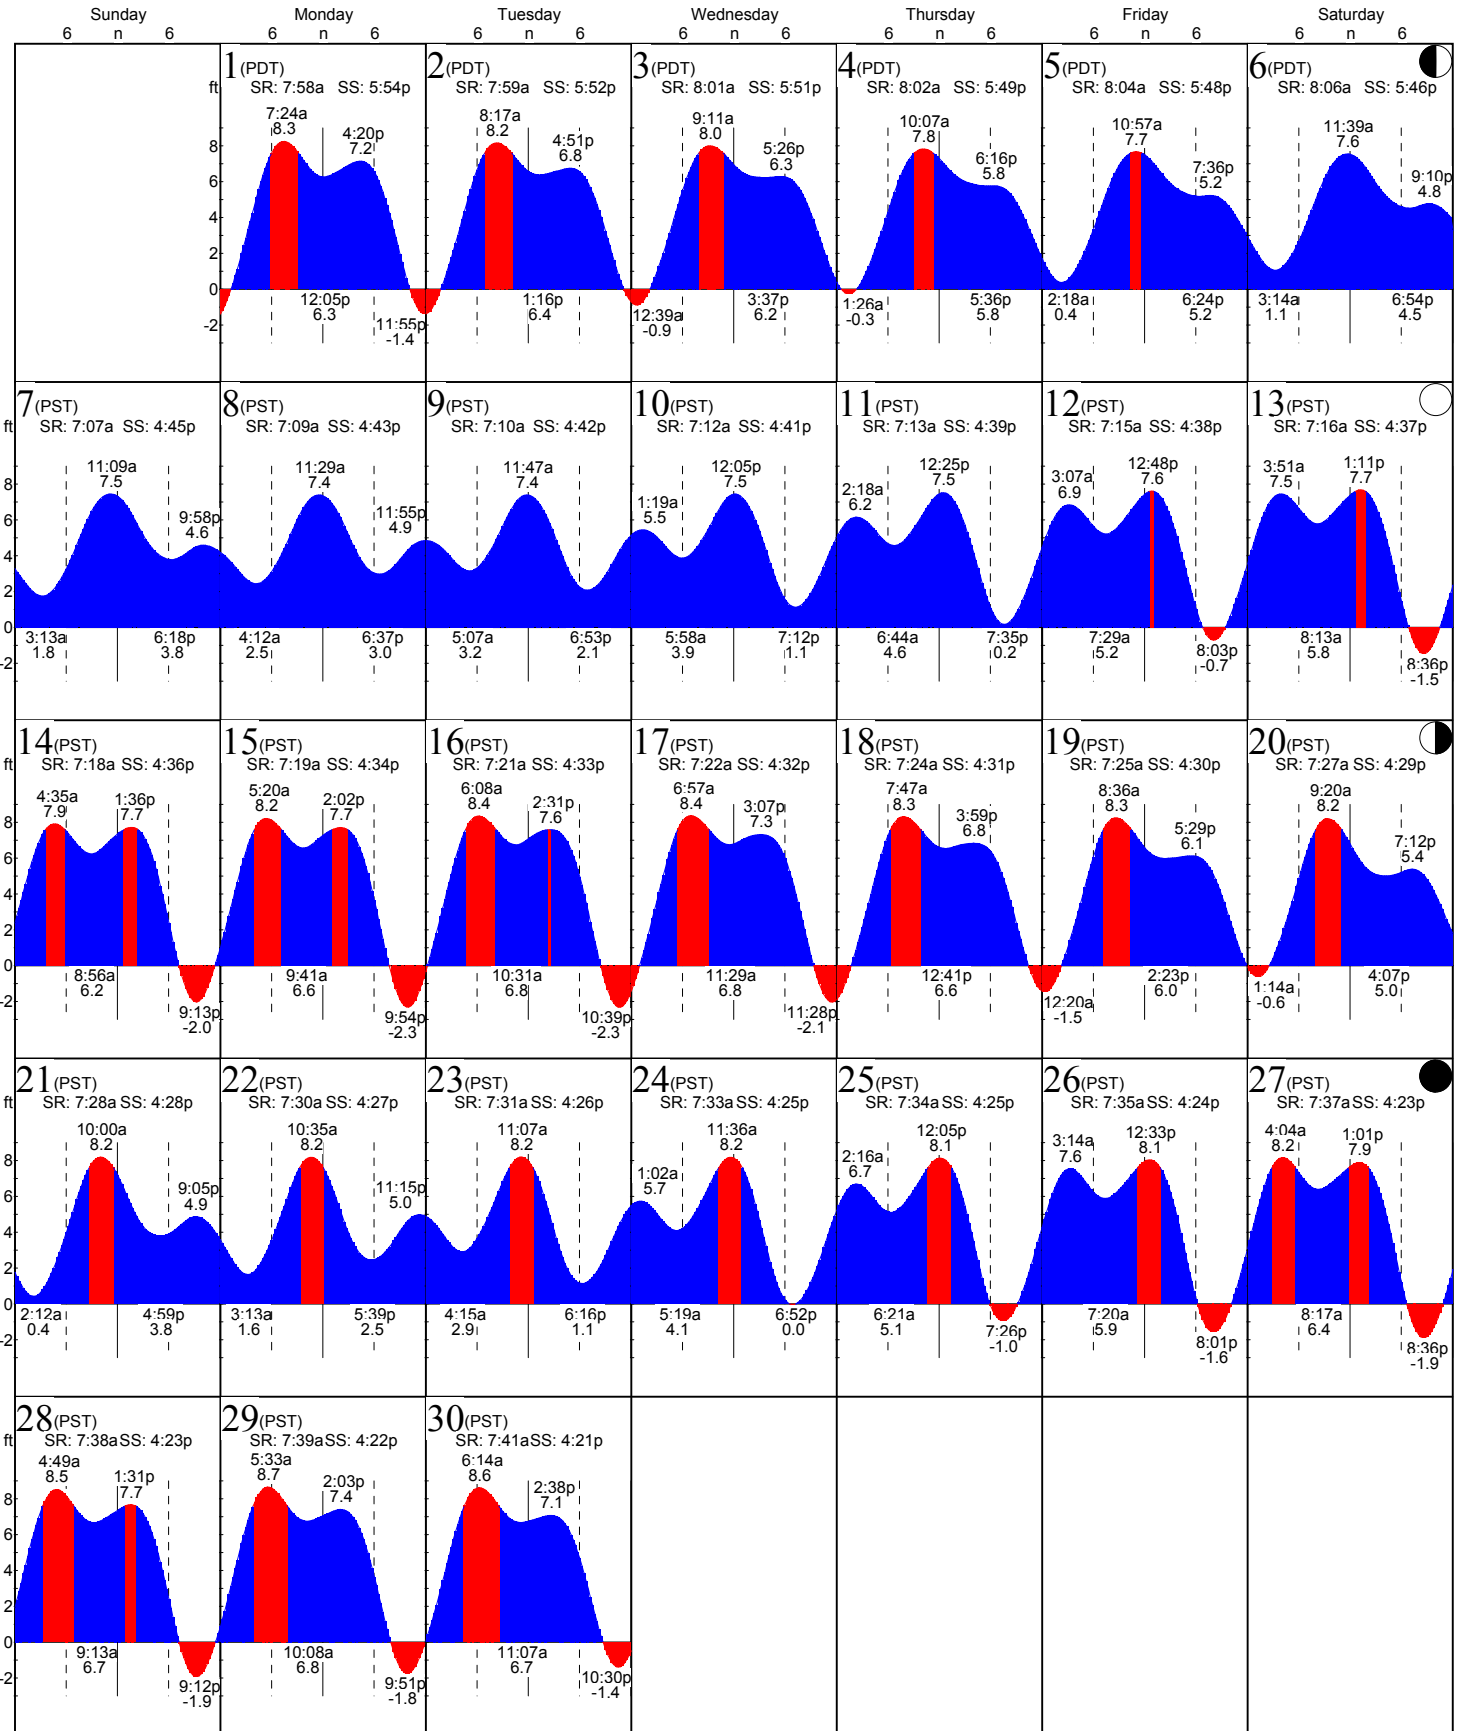 Sunday Monday Tuesday Wednesday Thursday Friday Saturday
6 n 6 6 n 6 6 n 6 6 n 6 6 n 6 6 n 6 6 n 6
1(PDT) 2(PDT) 3(PDT) 4(PDT) 5(PDT) 6(PDT)
ft SR: 7:58a SS: 5:54p SR: 7:59a SS: 5:52p SR: 8:01a SS: 5:51p SR: 8:02a SS: 5:49p SR: 8:04a SS: 5:48p SR: 8:06a SS: 5:46p
7:24a 8.3 4:20p 7.2 8:17a 8.2 4:51p 6.8 9:11a 8.0 5:26p 6.3 10:07a 7.8 6:16p 5.8 10:57a 7.7 7:36p 5.2 11:39a 7.6 9:10p 4.8
8
6
4
2
0
-2
12:05p 6.3 11:55p -1.4 1:16p 6.4 12:39a -0.9 3:37p 6.2 1:26a -0.3 5:36p 5.8 2:18a 0.4 6:24p 5.2 3:14a 1.1 6:54p 4.5
7(PST) 8(PST) 9(PST) 10(PST) 11(PST) 12(PST) 13(PST)
ft SR: 7:07a SS: 4:45p SR: 7:09a SS: 4:43p SR: 7:10a SS: 4:42p SR: 7:12a SS: 4:41p SR: 7:13a SS: 4:39p SR: 7:15a SS: 4:38p SR: 7:16a SS: 4:37p
11:09a 7.5 9:58p 4.6 11:29a 7.4 11:55p 4.9 11:47a 7.4 1:19a 5.5 12:05p 7.5 2:18a 6.2 12:25p 7.5 3:07a 6.9 12:48p 7.6 3:51a 7.5 1:11p 7.7
8
6
4
2
0
-2
3:13a 1.8 6:18p 3.8 4:12a 2.5 6:37p 3.0 5:07a 3.2 6:53p 2.1 5:58a 3.9 7:12p 1.1 6:44a 4.6 7:35p 0.2 7:29a 5.2 8:03p -0.7 8:13a 5.8 8:36p -1.5
14(PST) 15(PST) 16(PST) 17(PST) 18(PST) 19(PST) 20(PST)
ft SR: 7:18a SS: 4:36p SR: 7:19a SS: 4:34p SR: 7:21a SS: 4:33p SR: 7:22a SS: 4:32p SR: 7:24a SS: 4:31p SR: 7:25a SS: 4:30p SR: 7:27a SS: 4:29p
4:35a 7.9 1:36p 7.7 5:20a 8.2 2:02p 7.7 6:08a 8.4 2:31p 7.6 6:57a 8.4 3:07p 7.3 7:47a 8.3 3:59p 6.8 8:36a 8.3 5:29p 6.1 9:20a 8.2 7:12p 5.4
8
6
4
2
0
-2
8:56a 6.2 9:13p -2.0 9:41a 6.6 9:54p -2.3 10:31a 6.8 10:39p -2.3 11:29a 6.8 11:28p -2.1 12:41p 6.6 12:20a -1.5 2:23p 6.0 1:14a -0.6 4:07p 5.0
21(PST) 22(PST) 23(PST) 24(PST) 25(PST) 26(PST) 27(PST)
ft SR: 7:28a SS: 4:28p SR: 7:30a SS: 4:27p SR: 7:31a SS: 4:26p SR: 7:33a SS: 4:25p SR: 7:34a SS: 4:25p SR: 7:35a SS: 4:24p SR: 7:37a SS: 4:23p
10:00a 8.2 9:05p 4.9 10:35a 8.2 11:15p 5.0 11:07a 8.2 1:02a 5.7 11:36a 8.2 2:16a 6.7 12:05p 8.1 3:14a 7.6 12:33p 8.1 4:04a 8.2 1:01p 7.9
8
6
4
2
0
-2
2:12a 0.4 4:59p 3.8 3:13a 1.6 5:39p 2.5 4:15a 2.9 6:16p 1.1 5:19a 4.1 6:52p 0.0 6:21a 5.1 7:26p -1.0 7:20a 5.9 8:01p -1.6 8:17a 6.4 8:36p -1.9
28(PST) 29(PST) 30(PST)
ft SR: 7:38a SS: 4:23p SR: 7:39a SS: 4:22p SR: 7:41a SS: 4:21p
4:49a 8.5 1:31p 7.7 5:33a 8.7 2:03p 7.4 6:14a 8.6 2:38p 7.1
8
6
4
2
0
-2
9:13a 6.7 9:12p -1.9 10:08a 6.8 9:51p -1.8 11:07a 6.7 10:30p -1.4